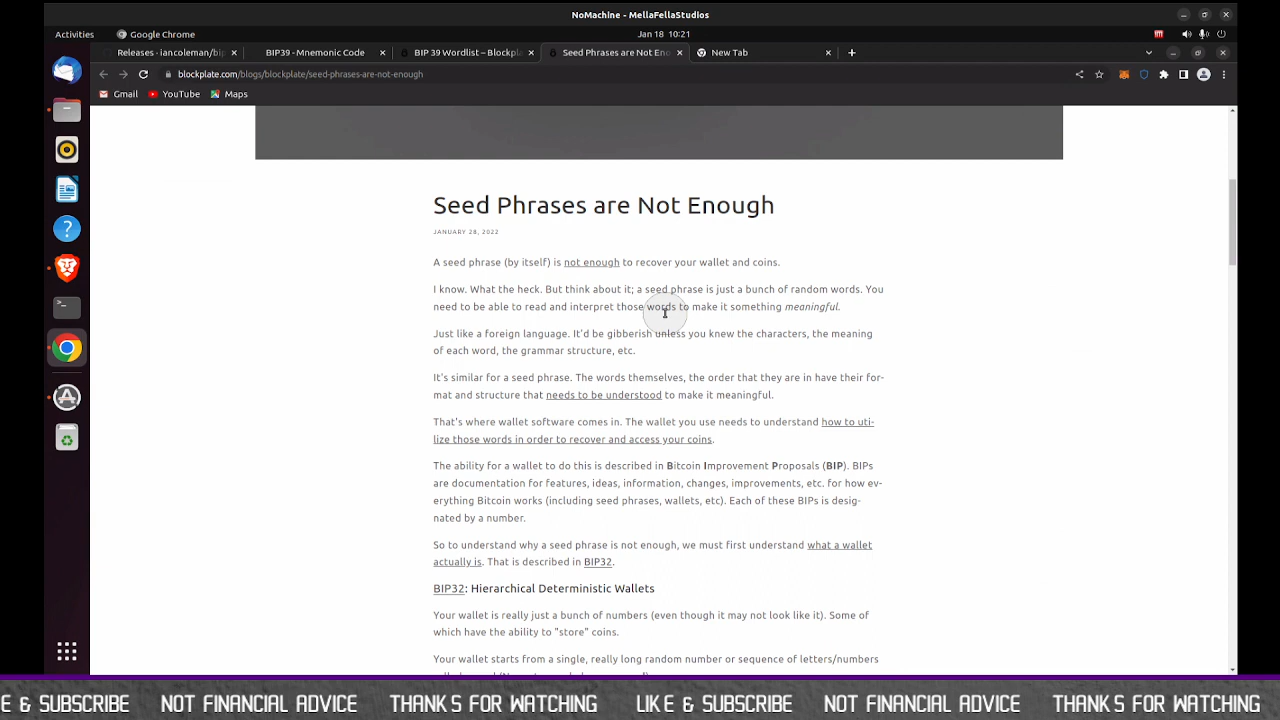 NoMachine - MellaFellaStudios
Activities
Google Chrome
Jan 18 10:21
Releases · iancoleman/bip
BIP39 - Mnemonic Code
BIP 39 Wordlist – Blockpla
Seed Phrases are Not Eno
New Tab
blockplate.com/blogs/blockplate/seed-phrases-are-not-enough
Gmail
YouTube
Maps
Seed Phrases are Not Enough
JANUARY 28, 2022
A seed phrase (by itself) is not enough to recover your wallet and coins.
I know. What the heck. But think about it; a seed phrase is just a bunch of random words. You
need to be able to read and interpret those words to make it something meaningful.
Just like a foreign language. It'd be gibberish unless you knew the characters, the meaning
of each word, the grammar structure, etc.
It's similar for a seed phrase. The words themselves, the order that they are in have their for-
mat and structure that needs to be understood to make it meaningful.
That's where wallet software comes in. The wallet you use needs to understand how to uti-
lize those words in order to recover and access your coins.
The ability for a wallet to do this is described in Bitcoin Improvement Proposals (BIP). BIPs
are documentation for features, ideas, information, changes, improvements, etc. for how ev-
erything Bitcoin works (including seed phrases, wallets, etc). Each of these BIPs is desig-
nated by a number.
So to understand why a seed phrase is not enough, we must first understand what a wallet
actually is. That is described in BIP32.
BIP32: Hierarchical Deterministic Wallets
Your wallet is really just a bunch of numbers (even though it may not look like it). Some of
which have the ability to "store" coins.
Your wallet starts from a single, really long random number or sequence of letters/numbers
E & SUBSCRIBE NOT FINANCIAL ADVICE THANKS FOR WATCHING LIKE & SUBSCRIBE NOT FINANCIAL ADVICE THANKS FOR WATCHING